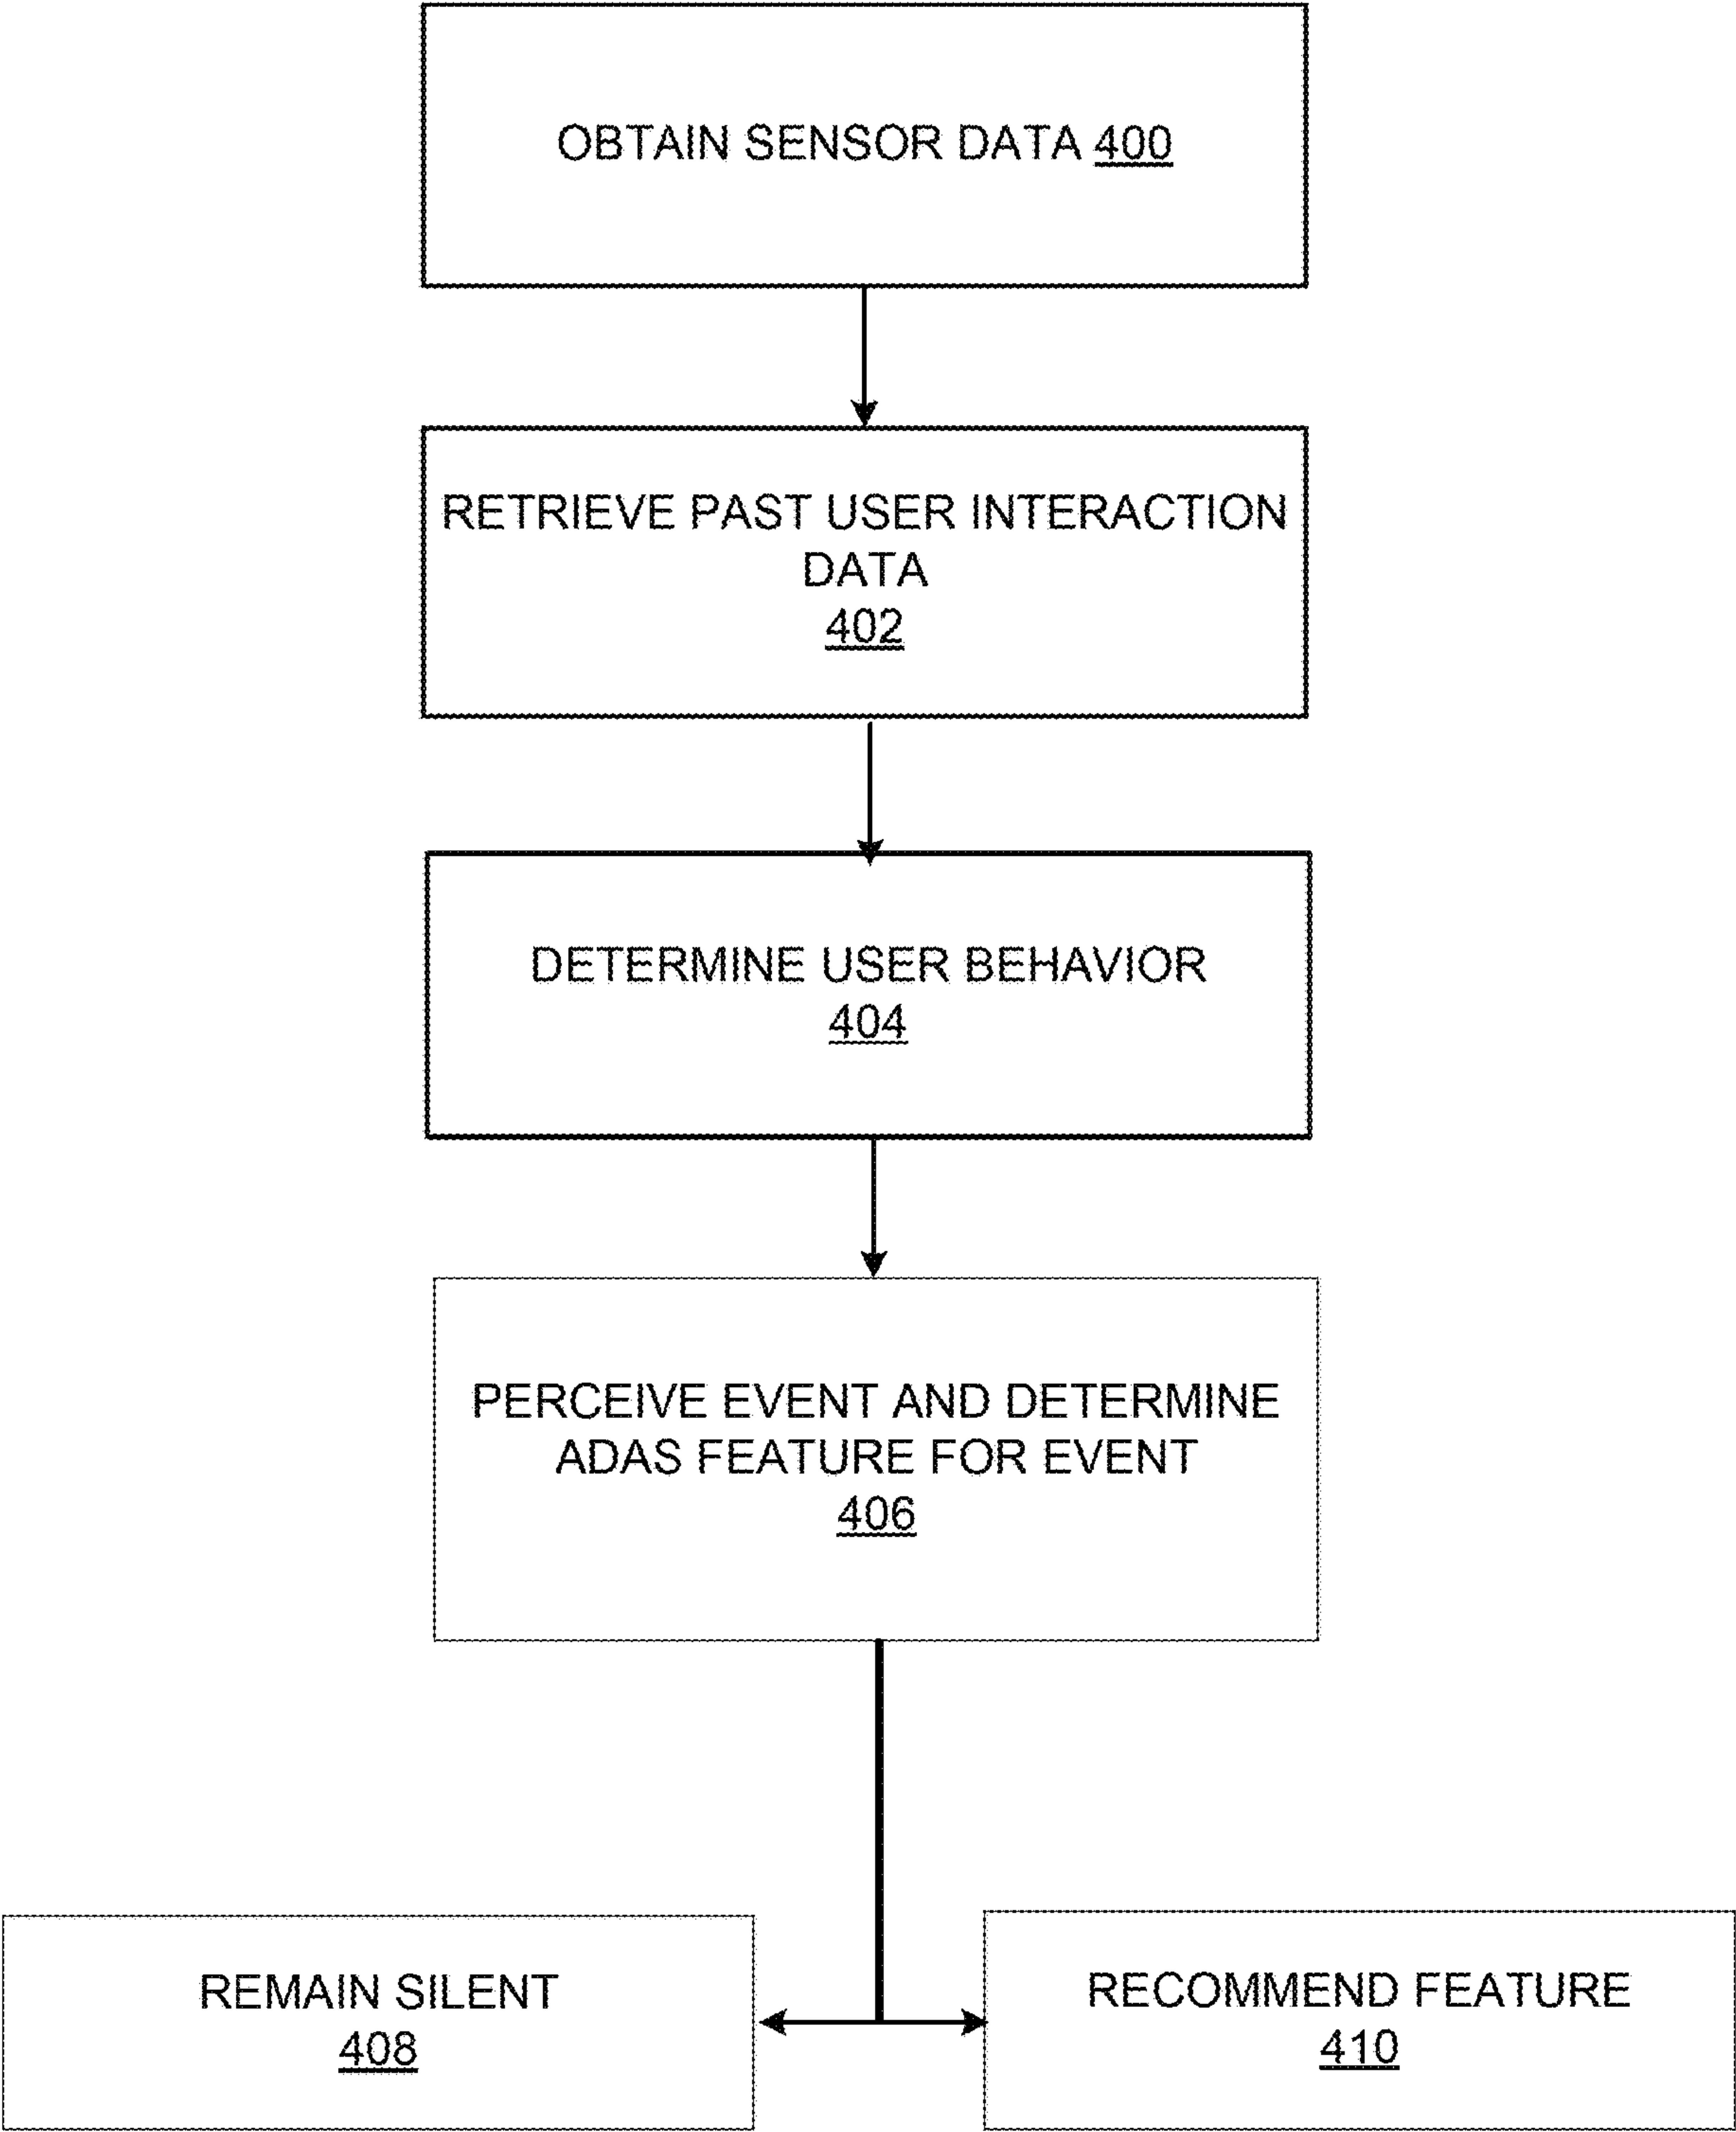 OBTAIN SENSOR DATA 400
RETRIEVE PAST USER INTERACTION
DATA
402
DETERMINE USER BEHAVIOR
404
PERCEIVE EVENT AND DETERMINE
ADAS FEATURE FOR EVENT
406
REMAIN SILENT
408
RECOMMEND FEATURE
410